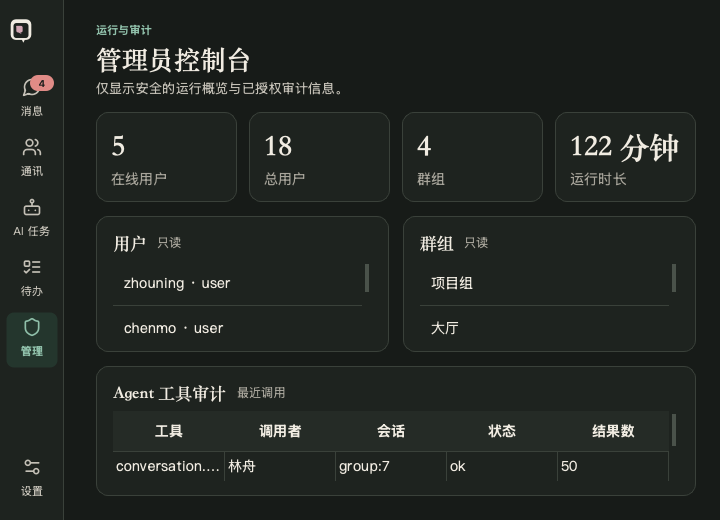 4
消息
通讯
AI 任务
待办
管理
设置
运行与审计
管理员控制台
仅显示安全的运行概览与已授权审计信息。
5
在线用户
18
总用户
4
群组
122 分钟
运行时长
用户 只读
zhouning · user
chenmo · user
群组 只读
项目组
大厅
Agent 工具审计 最近调用
工具 调用者 会话 状态 结果数
conversation.… 林舟 group:7 ok 50